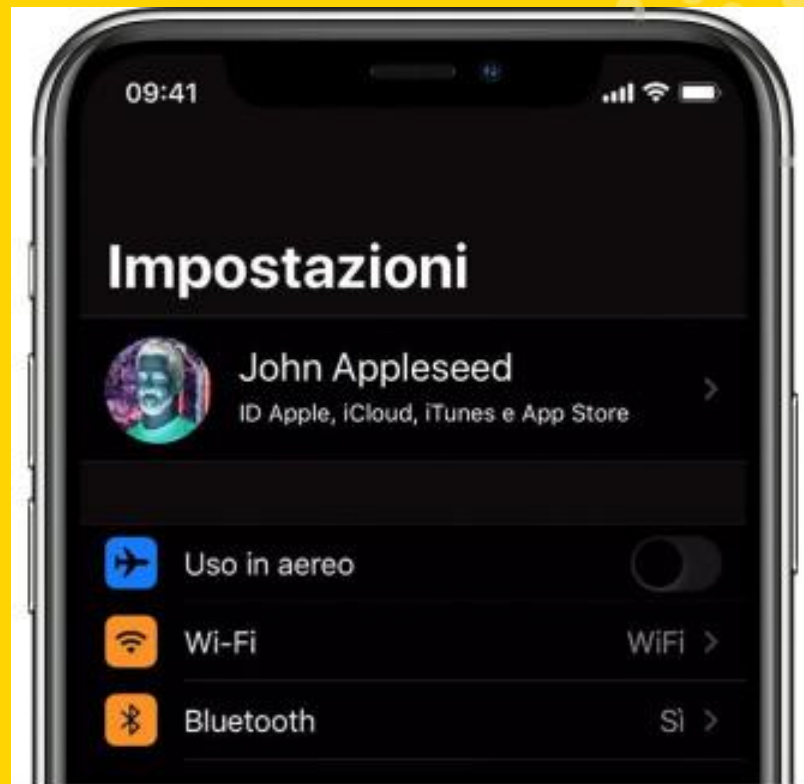 09:41
Impostazioni
John Appleseed
ID Apple, iCloud, iTunes e App Store
Uso in aereo
Wi-Fi WiFi
Bluetooth Sì